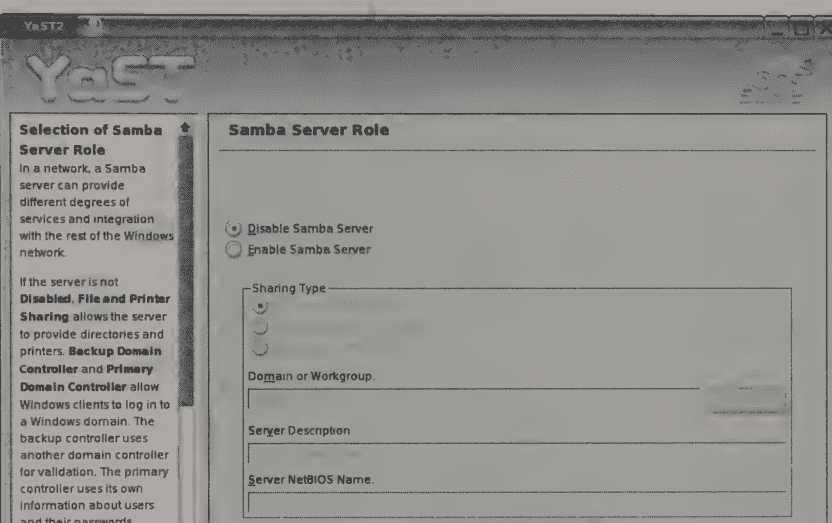 YaST2
YaST
Selection of Samba
Server Role
In a network, a Samba
server can provide
different degrees of
services and integration
with the rest of the Windows
network.
If the server is not
Disabled, File and Printer
Sharing allows the server
to provide directories and
printers. Backup Domain
Controller and Primary
Domain Controller allow
Windows clients to log in to
a Windows domain. The
backup controller uses
another domain controller
for validation. The primary
controller uses its own
information about users
and their passwords
Samba Server Role
Disable Samba Server
Enable Samba Server
Sharing Type
Domain or Workgroup.
Server Description
Server NetBIOS Name.